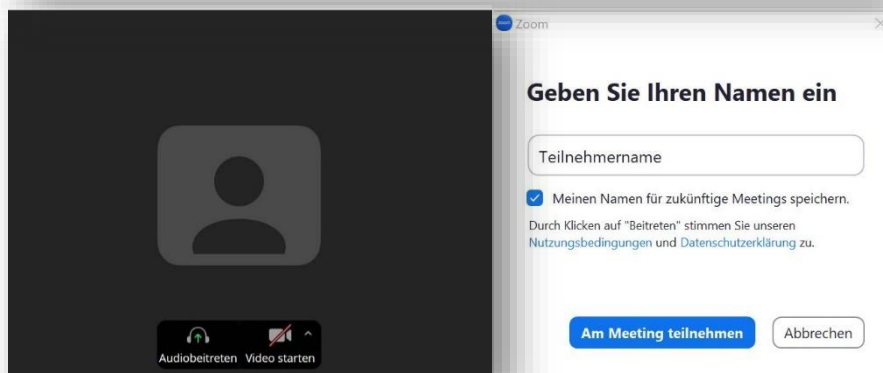 Zoom
Geben Sie Ihren Namen ein
Teilnehmername
Meinen Namen für zukünftige Meetings speichern.
Durch Klicken auf "Beitreten" stimmen Sie unseren
Nutzungsbedingungen und Datenschutzerklärung zu.
Audiobeitreten Video starten
Am Meeting teilnehmen Abbrechen